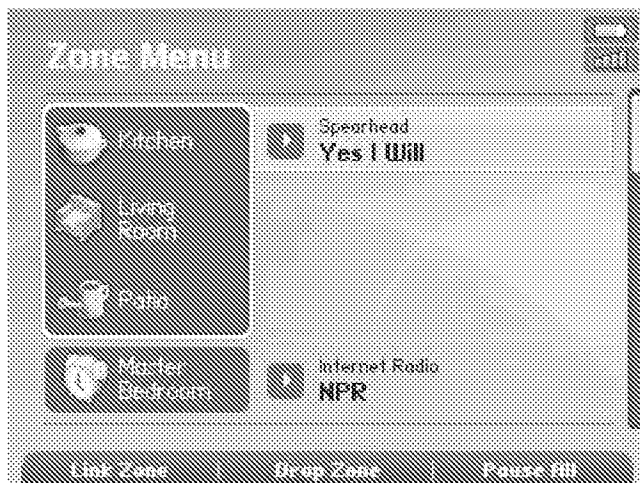 Zone Menu
Kitchen
Spearhead
Yes I Will
Living
Room
Patio
Master
Bedroom
Internet Radio
NPR
Link Zone
Drop Zone
Pause All